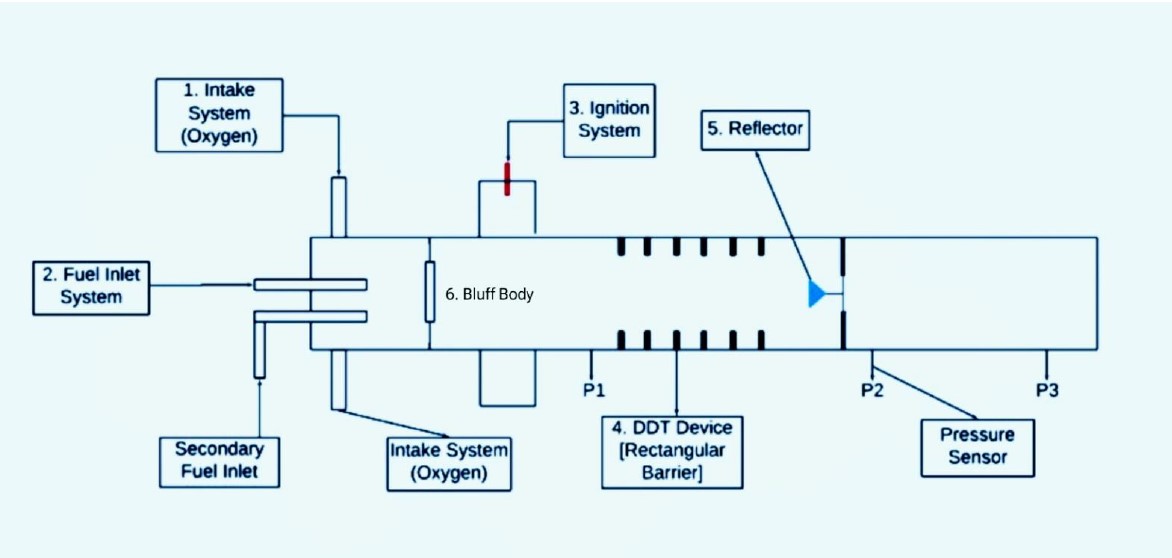 1. Intake
System
(Oxygen)
3. Ignition
System
5. Reflector
2. Fuel Inlet
System
6. Bluff Body
P1
P2
P3
4. DDT Device
[Rectangular
Barrier]
Pressure
Sensor
Secondary
Fuel Inlet
Intake System
(Oxygen)